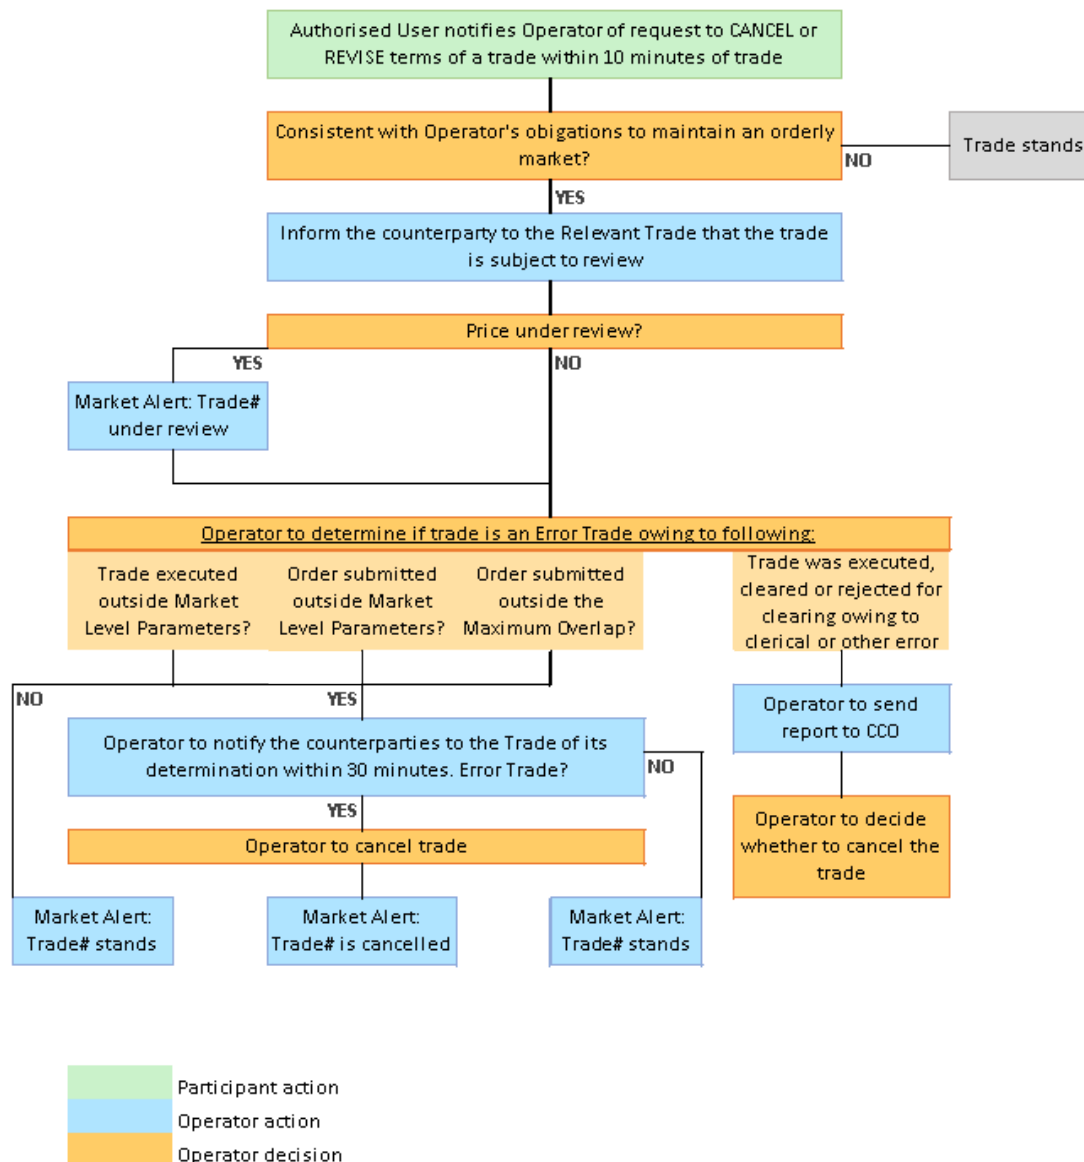 Authorised User notifies Operator of request to CANCEL or
REVISE terms of a trade within 10 minutes of trade
Consistent with Operator's obigations to maintain an orderly
market?
NO
Trade stands
YES
Inform the counterparty to the Relevant Trade that the trade
is subject to review
Price under review?
YES
NO
Market Alert: Trade#
under review
Operator to determine if trade is an Error Trade owing to following:
Trade executed
outside Market
Level Parameters?
Order submitted
outside Market
Level Parameters?
Order submitted
outside the
Maximum Overlap?
Trade was executed,
cleared or rejected for
clearing owing to
clerical or other error
NO
YES
Operator to send
report to CCO
Operator to notify the counterparties to the Trade of its
determination within 30 minutes. Error Trade?
NO
YES
Operator to decide
whether to cancel the
trade
Operator to cancel trade
Market Alert:
Trade# stands
Market Alert:
Trade# is cancelled
Market Alert:
Trade# stands
Participant action
Operator action
Operator decision